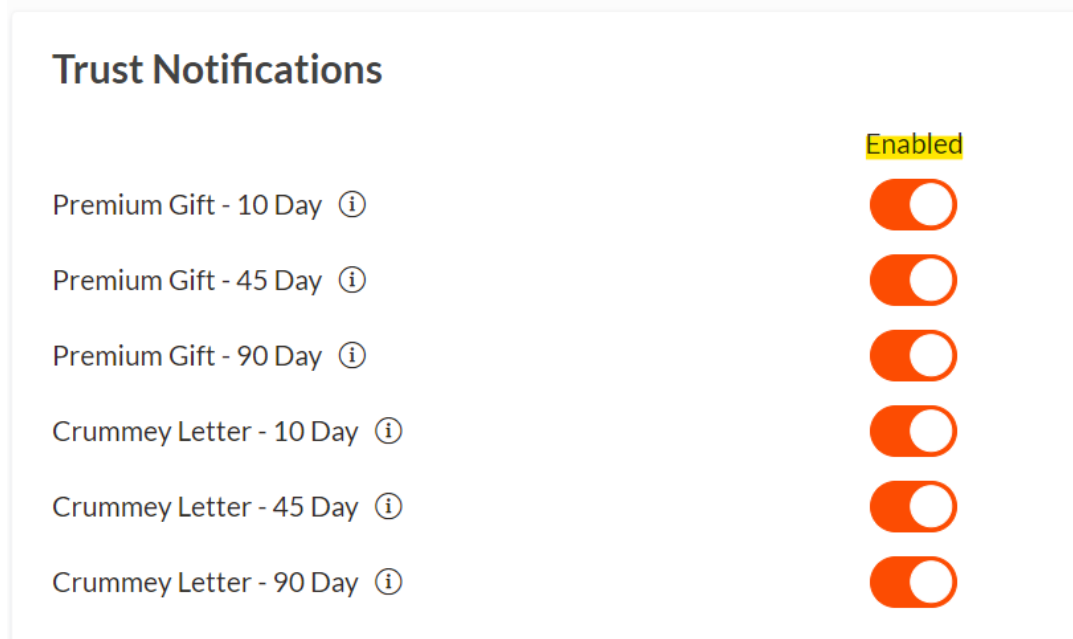 Trust Notifications
Enabled
Premium Gift - 10 Day
Premium Gift - 45 Day
Premium Gift - 90 Day
Crummey Letter - 10 Day
Crummey Letter - 45 Day
Crummey Letter - 90 Day